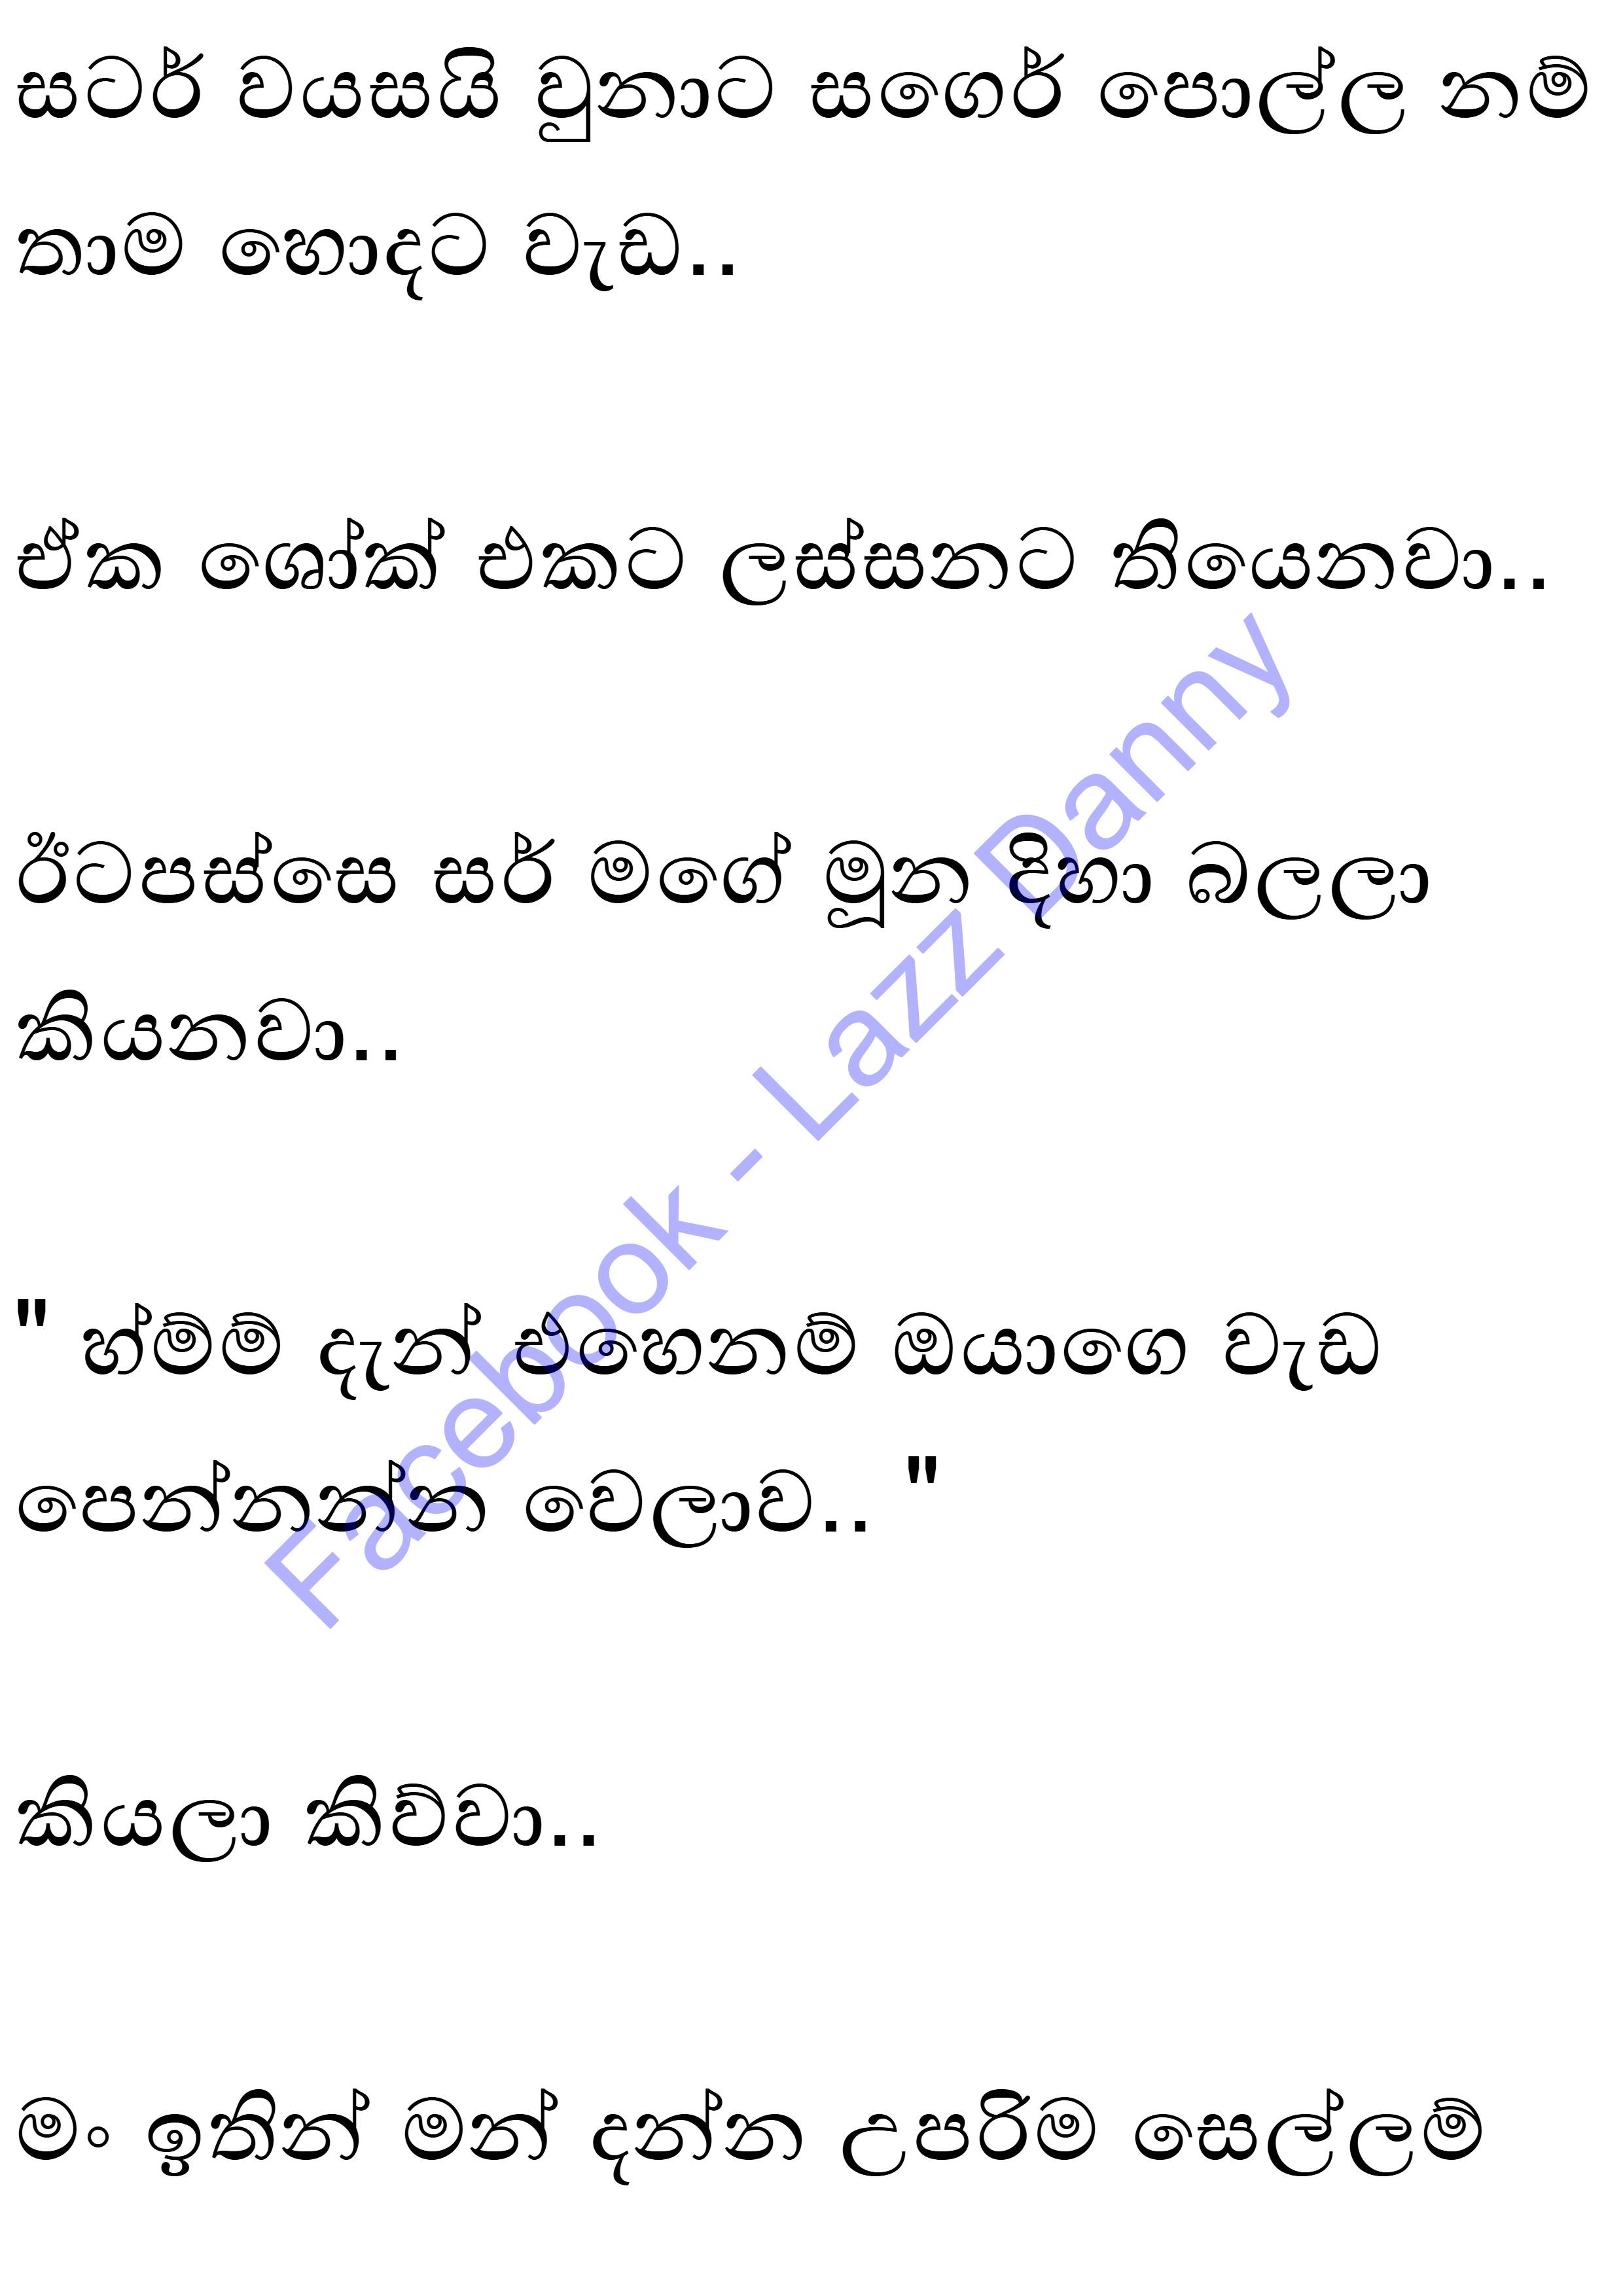 සටර් වයසයි වුනාට සගෙර් පොල්ල නම්
තාම හොදට වැඩ..
ඒක ශෝක් එකට ලස්සනට තියෙනවා..
ඊටපස්සෙ සර් මගේ මූන දිහා බලලා
කියනවා..
" හ්ම්ම් දැන් එහෙනම් ඔයාගෙ වැඩ
පෙන්නන්න වෙලාව.. "
කියලා කිව්වා..
මං ඉතින් මන් දන්න උපරිම සෙල්ලම්
Facebook - Lazz Danny